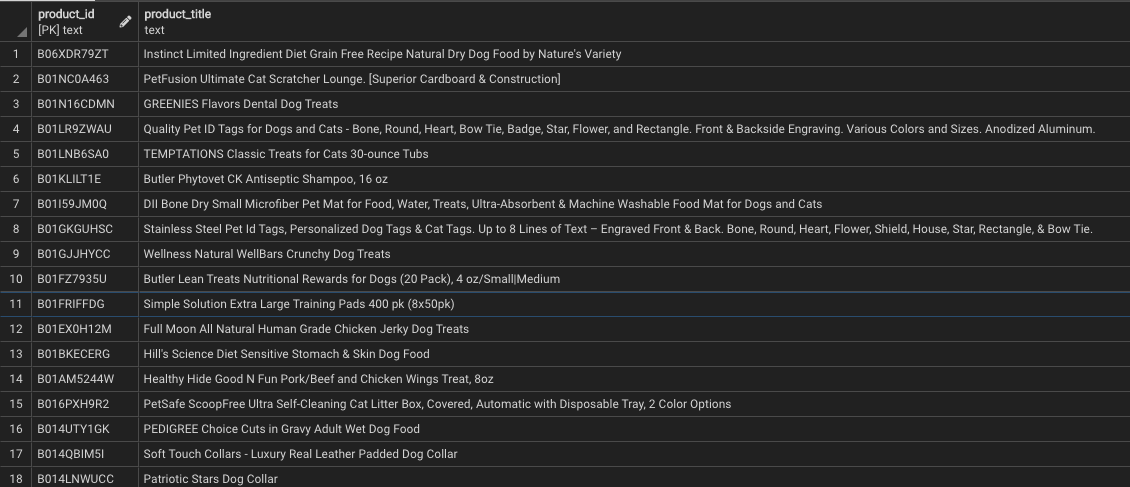 product_id product_title
[PK] text text
1 B06XDR79ZT Instinct Limited Ingredient Diet Grain Free Recipe Natural Dry Dog Food by Nature's Variety
2 B01NC0A463 PetFusion Ultimate Cat Scratcher Lounge. [Superior Cardboard & Construction]
3 B01N16CDMN GREENIES Flavors Dental Dog Treats
4 B01LR9ZWAU Quality Pet ID Tags for Dogs and Cats - Bone, Round, Heart, Bow Tie, Badge, Star, Flower, and Rectangle. Front & Backside Engraving. Various Colors and Sizes. Anodized Aluminum.
5 B01LNB6SA0 TEMPTATIONS Classic Treats for Cats 30-ounce Tubs
6 B01KLILT1E Butler Phytovet CK Antiseptic Shampoo, 16 oz
7 B01I59JM0Q DII Bone Dry Small Microfiber Pet Mat for Food, Water, Treats, Ultra-Absorbent & Machine Washable Food Mat for Dogs and Cats
8 B01GKGUHSC Stainless Steel Pet Id Tags, Personalized Dog Tags & Cat Tags. Up to 8 Lines of Text – Engraved Front & Back. Bone, Round, Heart, Flower, Shield, House, Star, Rectangle, & Bow Tie.
9 B01GJJHYCC Wellness Natural WellBars Crunchy Dog Treats
10 B01FZ7935U Butler Lean Treats Nutritional Rewards for Dogs (20 Pack), 4 oz/Small|Medium
11 B01FRIFFDG Simple Solution Extra Large Training Pads 400 pk (8x50pk)
12 B01EX0H12M Full Moon All Natural Human Grade Chicken Jerky Dog Treats
13 B01BKECERG Hill's Science Diet Sensitive Stomach & Skin Dog Food
14 B01AM5244W Healthy Hide Good N Fun Pork/Beef and Chicken Wings Treat, 8oz
15 B016PXH9R2 PetSafe ScoopFree Ultra Self-Cleaning Cat Litter Box, Covered, Automatic with Disposable Tray, 2 Color Options
16 B014UTY1GK PEDIGREE Choice Cuts in Gravy Adult Wet Dog Food
17 B014QBIM5I Soft Touch Collars - Luxury Real Leather Padded Dog Collar
18 B014LNWUCC Patriotic Stars Dog Collar